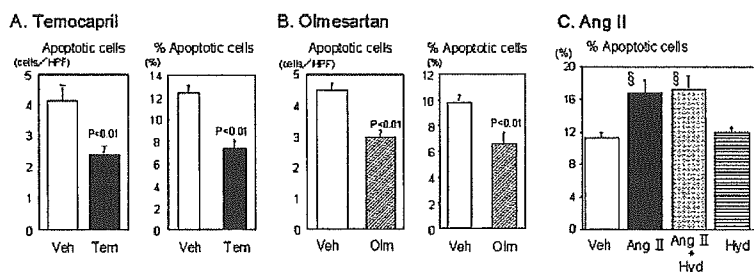 A. Temocapril
Apoptotic cells
(cells/HPF)
5
4
3
2
1
0
P<0.01
Veh Tem
% Apoptotic cells
(%)
14
12
10
8
6
4
2
0
P<0.01
Veh Tem
B. Olmesartan
Apoptotic cells
(cells/HPF)
5
4
3
2
1
0
P<0.01
Veh Olm
% Apoptotic cells
(%)
12
10
8
6
4
2
0
P<0.01
Veh Olm
C. Ang II
(%) % Apoptotic cells
20
16
12
8
4
0
§ §
Veh Ang II Ang II + Hyd Hyd